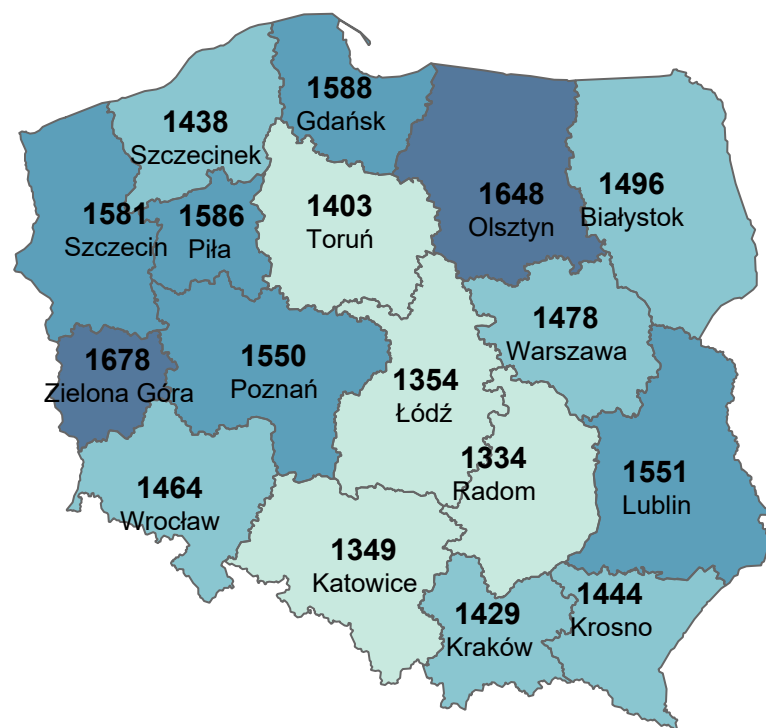 1588
Gdańsk
1438
Szczecinek
1648
Olsztyn
1496
Białystok
1581
Szczecin
1586
Piła
1403
Toruń
1478
Warszawa
1678
Zielona Góra
1550
Poznań
1354
Łódź
1334
Radom
1551
Lublin
1464
Wrocław
1349
Katowice
1429
Kraków
1444
Krosno